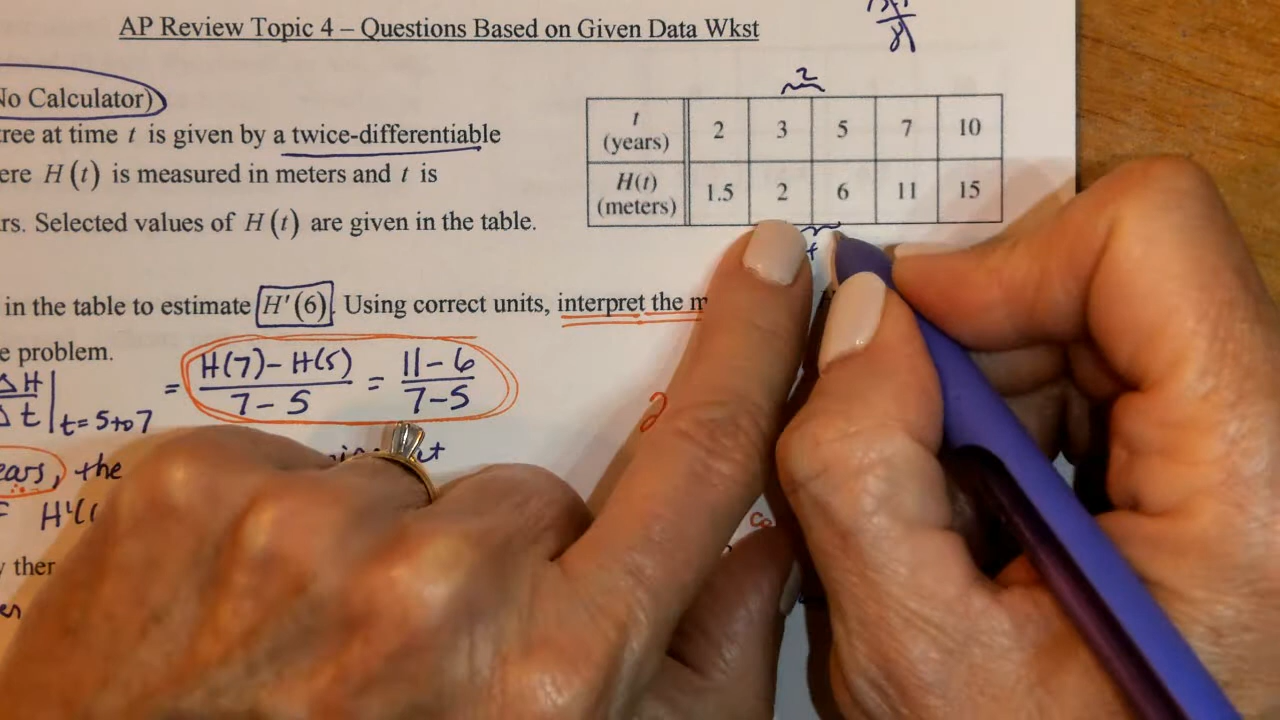 AP Review Topic 4 – Questions Based on Given Data Wkst
No Calculator)
tree at time t is given by a twice-differentiable
ere H(t) is measured in meters and t is
rs. Selected values of H(t) are given in the table.
2
t (years) 2 3 5 7 10
H(t) (meters) 1.5 2 6 11 15
in the table to estimate H'(6). Using correct units, interpret the m
e problem.
ΔH/Δt | t=5 to 7 = H(7)-H(5)/7-5 = 11-6/7-5
ears, the
= H'(
y ther